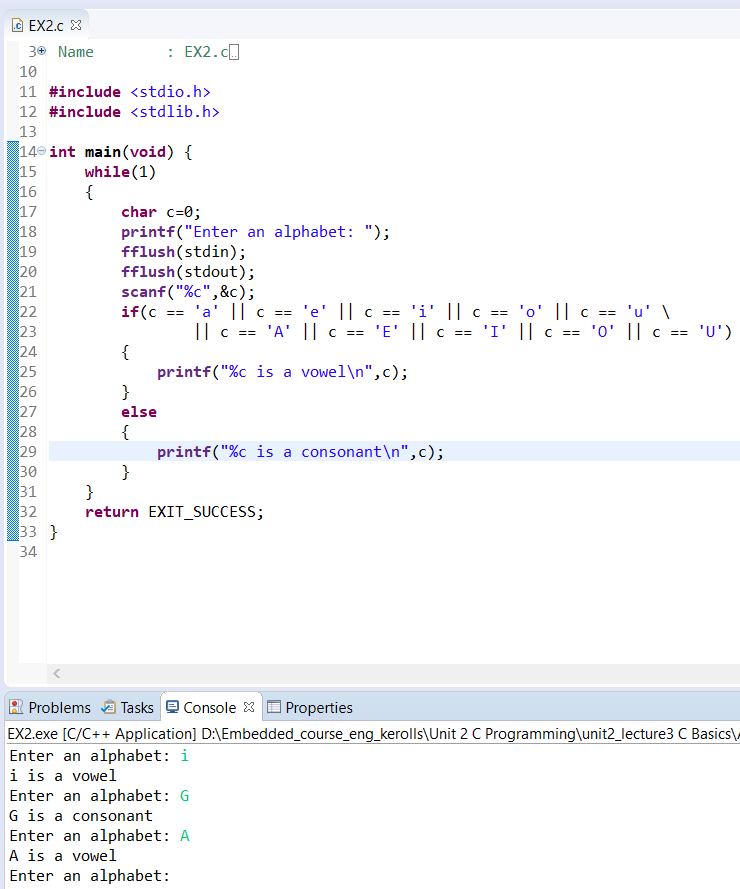 EX2.c
3 Name : EX2.c..
10
11 #include <stdio.h>
12 #include <stdlib.h>
13
14 int main(void) {
15 while(1)
16 {
17 char c=0;
18 printf("Enter an alphabet: ");
19 fflush(stdin);
20 fflush(stdout);
21 scanf("%c",&c);
22 if(c == 'a' || c == 'e' || c == 'i' || c == 'o' || c == 'u' \
23 || c == 'A' || c == 'E' || c == 'I' || c == 'O' || c == 'U')
24 {
25 printf("%c is a vowel\n",c);
26 }
27 else
28 {
29 printf("%c is a consonant\n",c);
30 }
31 }
32 return EXIT_SUCCESS;
33 }
34
Problems Tasks Console Properties
EX2.exe [C/C++ Application] D:\Embedded_course_eng_kerolls\Unit 2 C Programming\unit2_lecture3 C Basics\
Enter an alphabet: i
i is a vowel
Enter an alphabet: G
G is a consonant
Enter an alphabet: A
A is a vowel
Enter an alphabet: